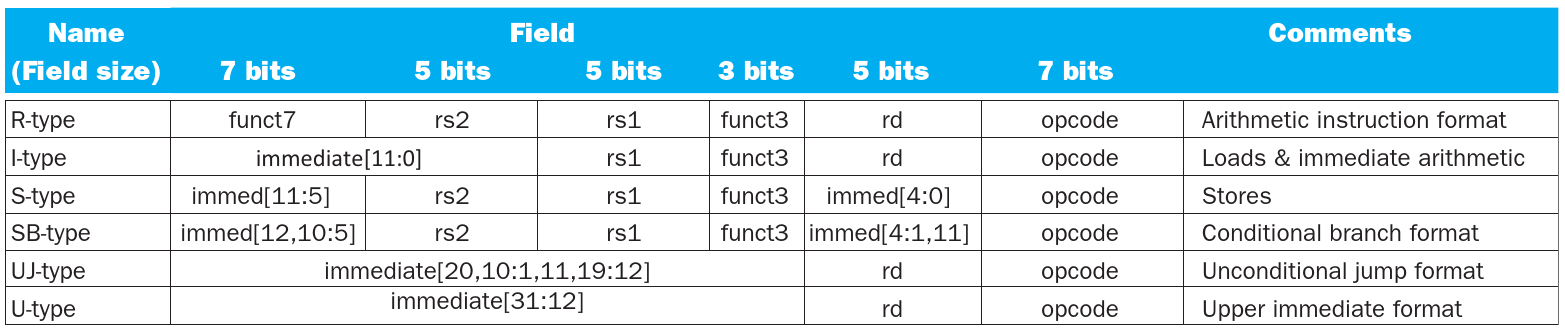 Name Field Comments
(Field size) 7 bits 5 bits 5 bits 3 bits 5 bits 7 bits
R-type funct7 rs2 rs1 funct3 rd opcode Arithmetic instruction format
I-type immediate[11:0] rs1 funct3 rd opcode Loads & immediate arithmetic
S-type immed[11:5] rs2 rs1 funct3 immed[4:0] opcode Stores
SB-type immed[12,10:5] rs2 rs1 funct3 immed[4:1,11] opcode Conditional branch format
UJ-type immediate[20,10:1,11,19:12] rd opcode Unconditional jump format
U-type immediate[31:12] rd opcode Upper immediate format